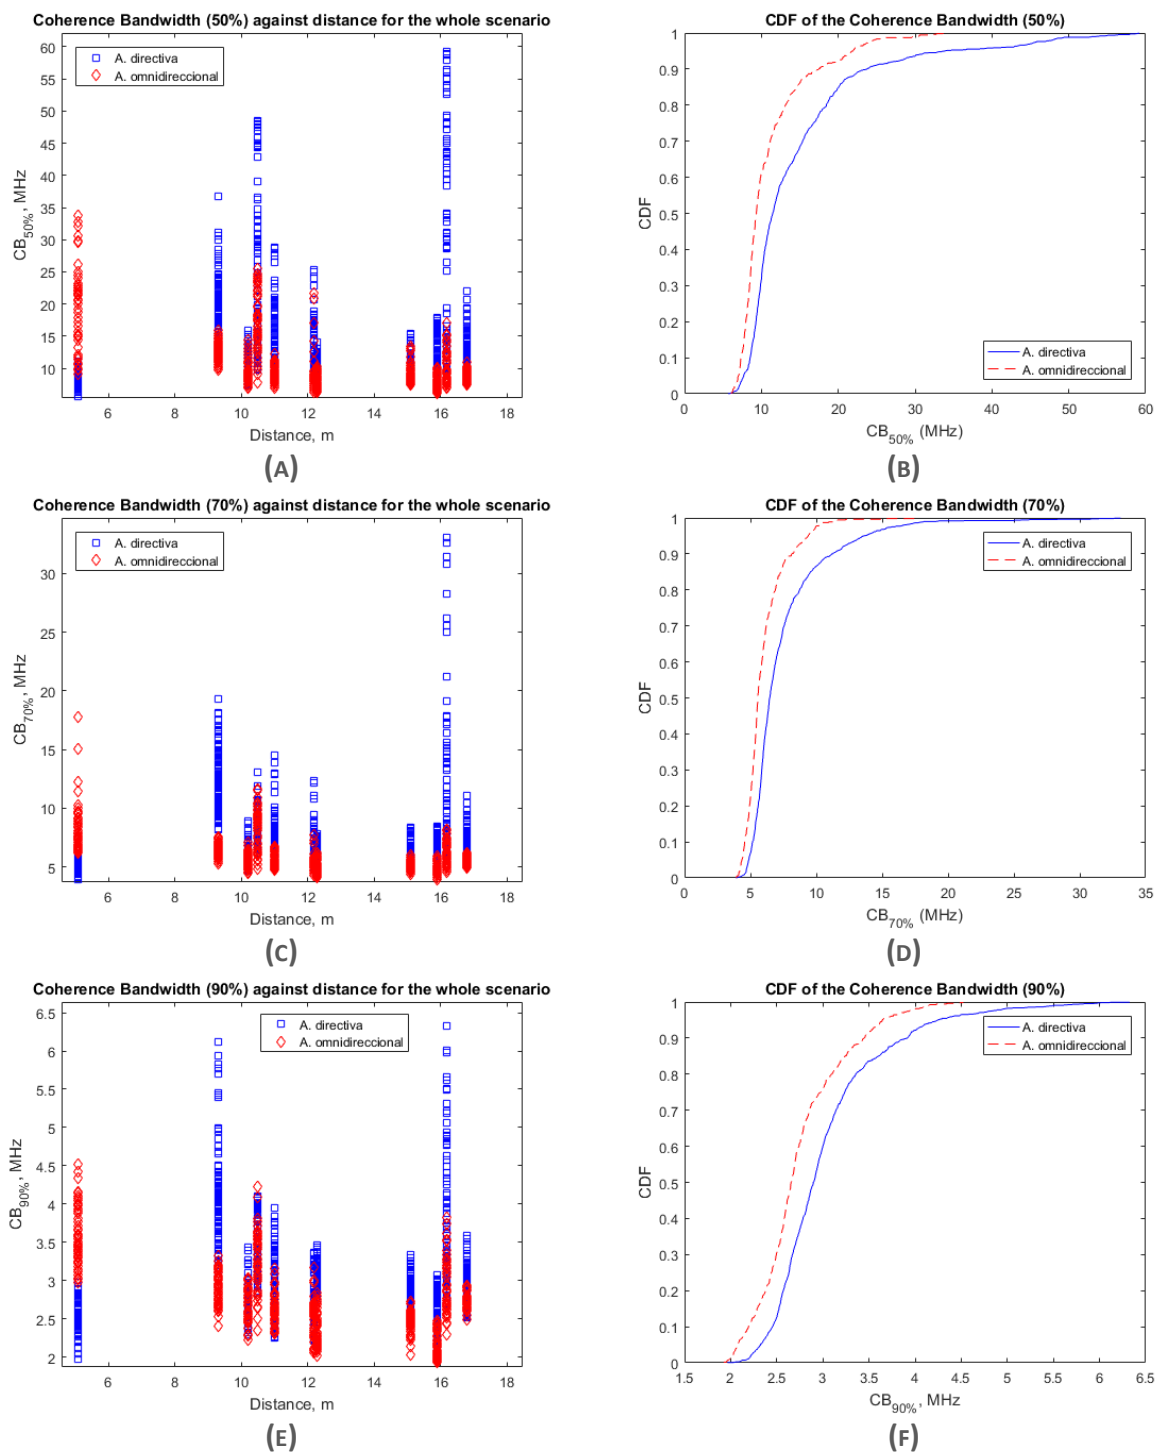 Coherence Bandwidth (50%) against distance for the whole scenario
A. directiva
A. omnidireccional
60
55
50
45
40
35
30
25
20
15
10
CB50%, MHz
6
8
10
12
14
16
18
Distance, m
(A)
CDF of the Coherence Bandwidth (50%)
1
0.9
0.8
0.7
0.6
0.5
0.4
0.3
0.2
0.1
0
CDF
A. directiva
A. omnidireccional
0
10
20
30
40
50
60
CB50% (MHz)
(B)
Coherence Bandwidth (70%) against distance for the whole scenario
A. directiva
A. omnidireccional
30
25
20
15
10
5
CB70%, MHz
6
8
10
12
14
16
18
Distance, m
(C)
CDF of the Coherence Bandwidth (70%)
1
0.9
0.8
0.7
0.6
0.5
0.4
0.3
0.2
0.1
0
CDF
A. directiva
A. omnidireccional
0
5
10
15
20
25
30
35
CB70% (MHz)
(D)
Coherence Bandwidth (90%) against distance for the whole scenario
A. directiva
A. omnidireccional
6.5
6
5.5
5
4.5
4
3.5
3
2.5
2
CB90%, MHz
6
8
10
12
14
16
18
Distance, m
(E)
CDF of the Coherence Bandwidth (90%)
1
0.9
0.8
0.7
0.6
0.5
0.4
0.3
0.2
0.1
0
CDF
A. directiva
A. omnidireccional
1.5
2
2.5
3
3.5
4
4.5
5
5.5
6
6.5
CB90%, MHz
(F)